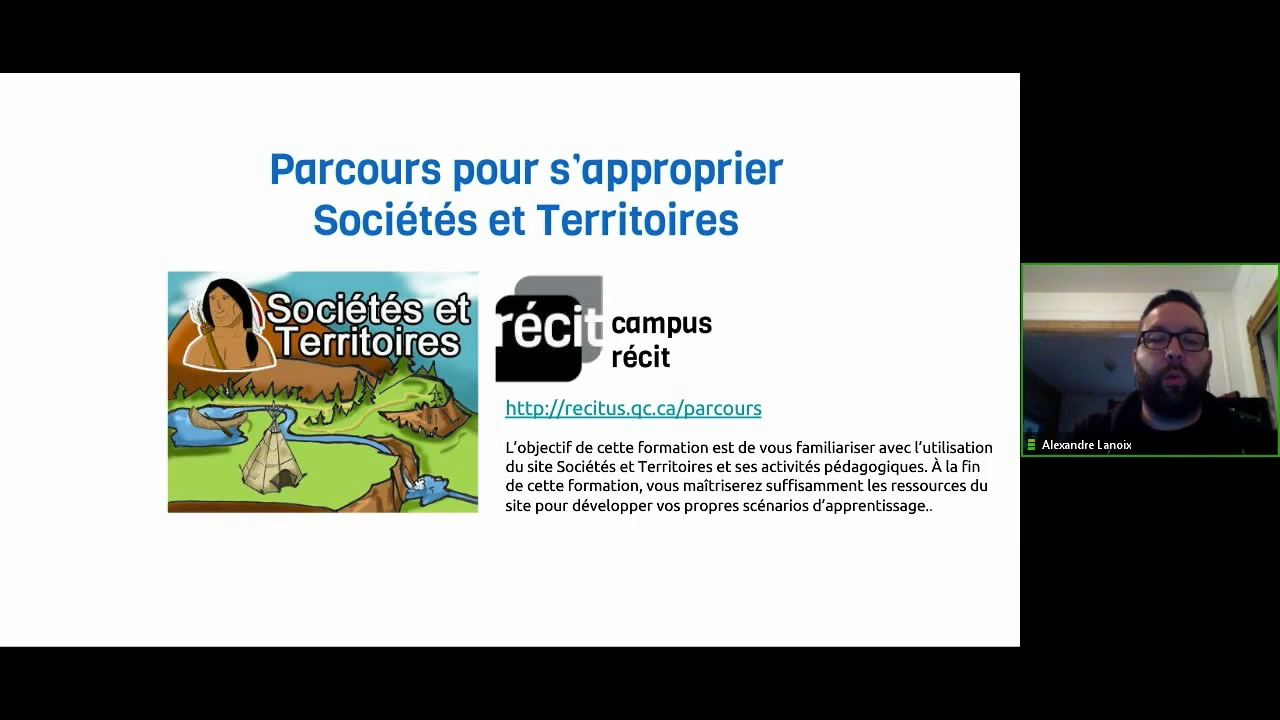 Parcours pour s'approprier
Sociétés et Territoires
Sociétés et
Territoires
récit
campus
récit
http://recitus.qc.ca/parcours
L'objectif de cette formation est de vous familiariser avec l'utilisation
du site Sociétés et Territoires et ses activités pédagogiques. À la fin
de cette formation, vous maîtriserez suffisamment les ressources du
site pour développer vos propres scénarios d'apprentissage..
Alexandre Lanoix